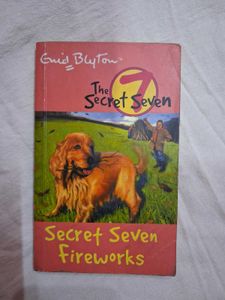 Enid Blyton
The 7
Secret Seven
Secret Seven
Fireworks